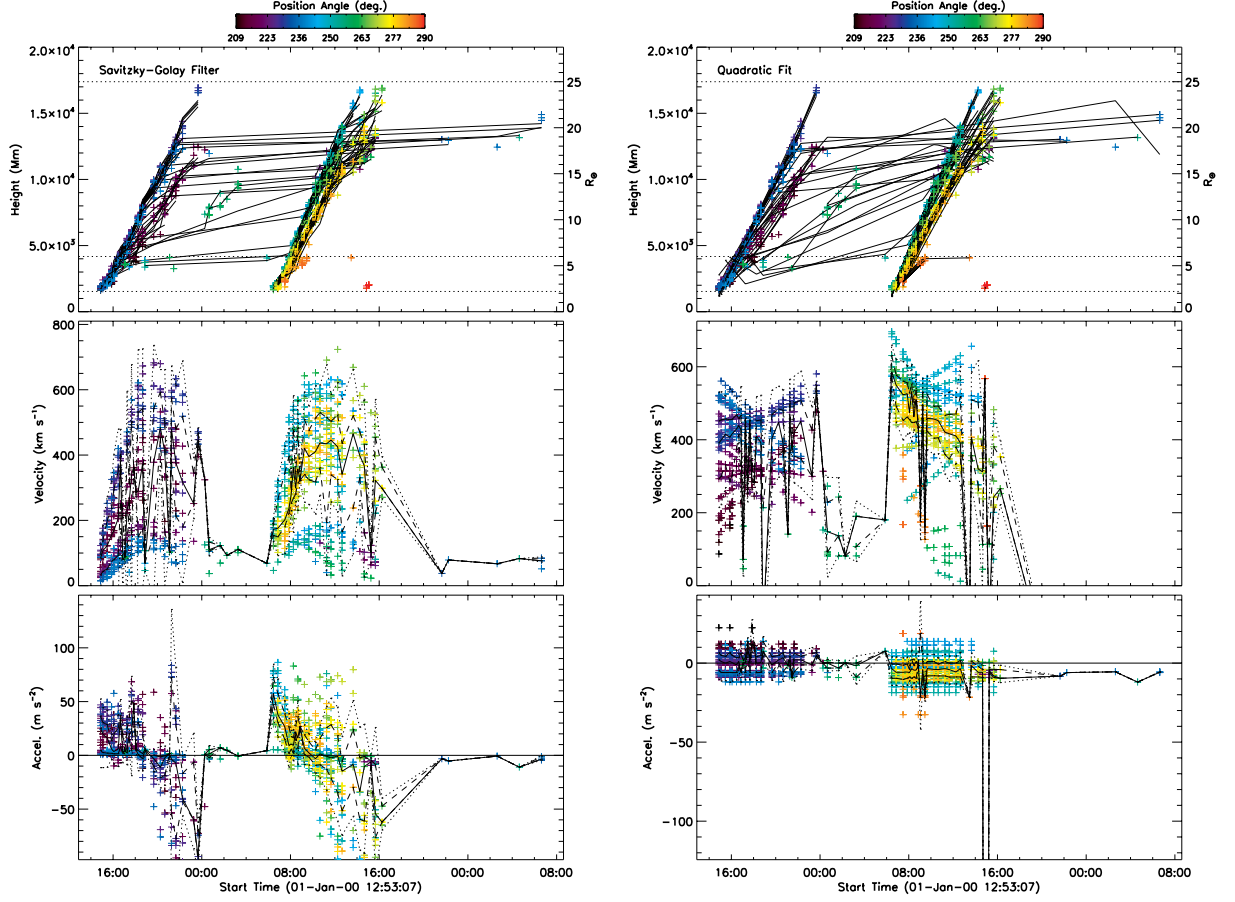 Position Angle (deg.)
209 223 236 250 263 277 290
Savitzky-Golay Filter
Height (Mm)
2.0×10⁴
1.5×10⁴
1.0×10⁴
5.0×10³
0
25
20
15
10
5
0
R⊕
Velocity (km s⁻¹)
800
600
400
200
0
Accel. (m s⁻²)
100
50
0
−50
16:00 00:00 08:00 16:00 00:00 08:00
Start Time (01-Jan-00 12:53:07)
Position Angle (deg.)
209 223 236 250 263 277 290
Quadratic Fit
Height (Mm)
2.0×10⁴
1.5×10⁴
1.0×10⁴
5.0×10³
0
25
20
15
10
5
0
R⊕
Velocity (km s⁻¹)
600
400
200
0
Accel. (m s⁻²)
0
−50
−100
16:00 00:00 08:00 16:00 00:00 08:00
Start Time (01-Jan-00 12:53:07)